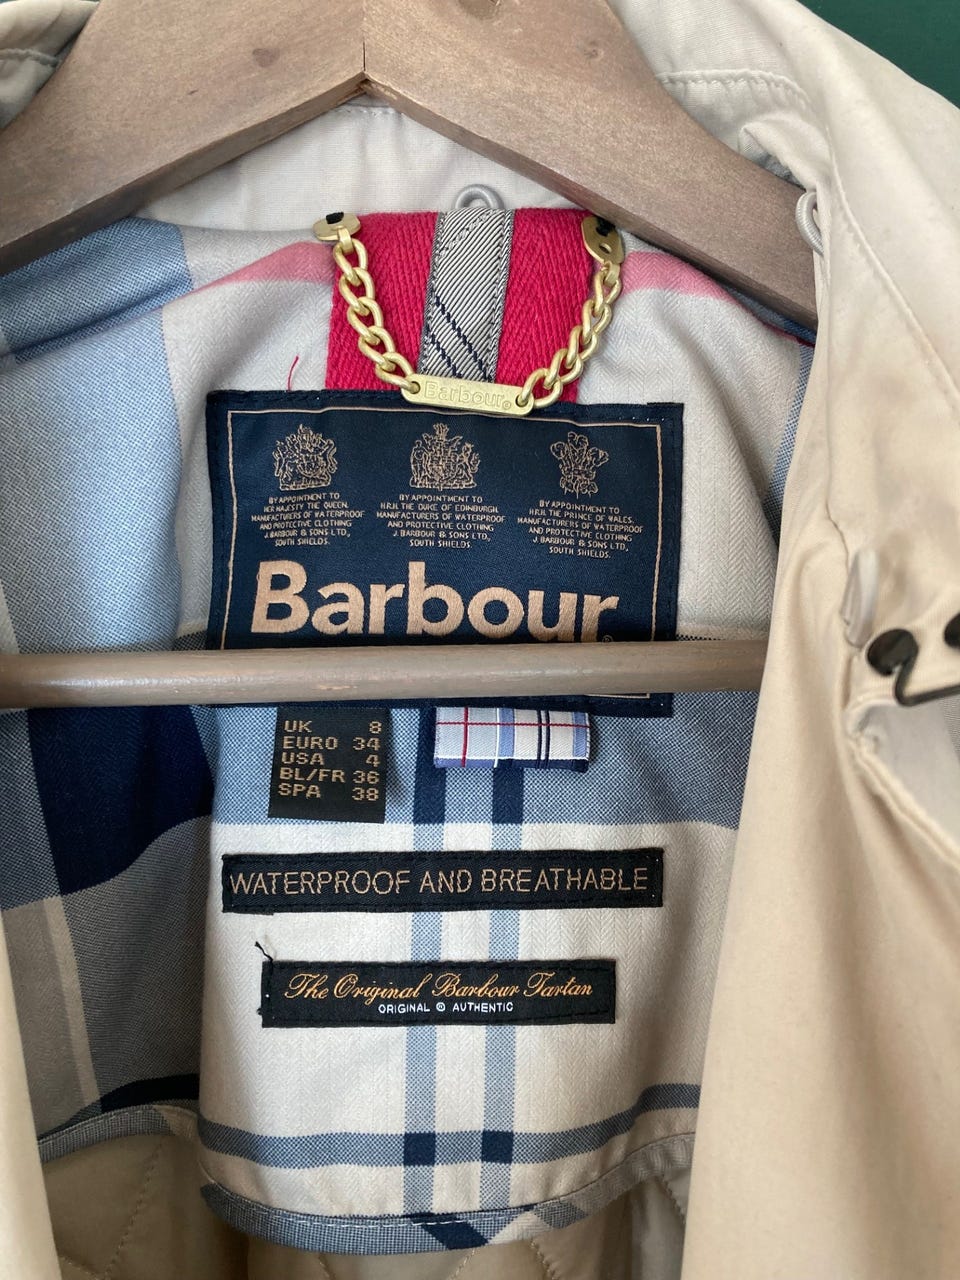 Barbour®
BY APPOINTMENT TO
HER MAJESTY THE QUEEN.
MANUFACTURERS OF WATERPROOF
AND PROTECTIVE CLOTHING
J. BARBOUR & SONS LTD.,
SOUTH SHIELDS.
BY APPOINTMENT TO
H.R.H. THE DUKE OF EDINBURGH.
MANUFACTURERS OF WATERPROOF
AND PROTECTIVE CLOTHING
J. BARBOUR & SONS LTD.,
SOUTH SHIELDS.
BY APPOINTMENT TO
H.R.H. THE PRINCE OF WALES.
MANUFACTURERS OF WATERPROOF
AND PROTECTIVE CLOTHING
J. BARBOUR & SONS LTD.,
SOUTH SHIELDS.
Barbour®
UK 8
EURO 34
USA 4
BL/FR 36
SPA 38
WATERPROOF AND BREATHABLE
The Original Barbour Tartan
ORIGINAL ® AUTHENTIC